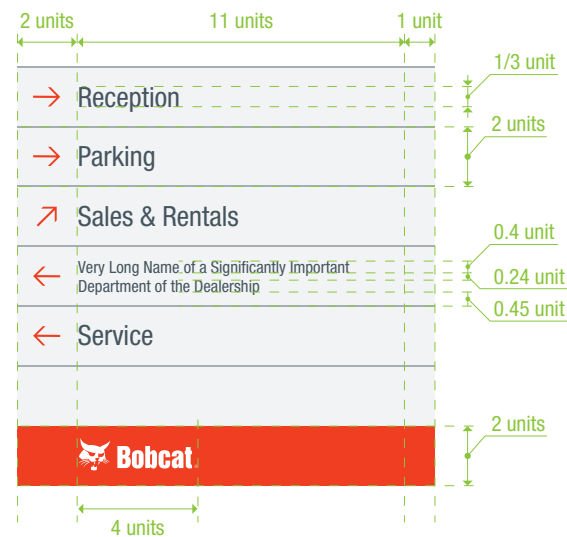 2 units
11 units
1 unit
1/3 unit
Reception
2 units
Parking
Sales & Rentals
0.4 unit
Very Long Name of a Significantly Important
0.24 unit
Department of the Dealership
0.45 unit
Service
2 units
Bobcat
4 units